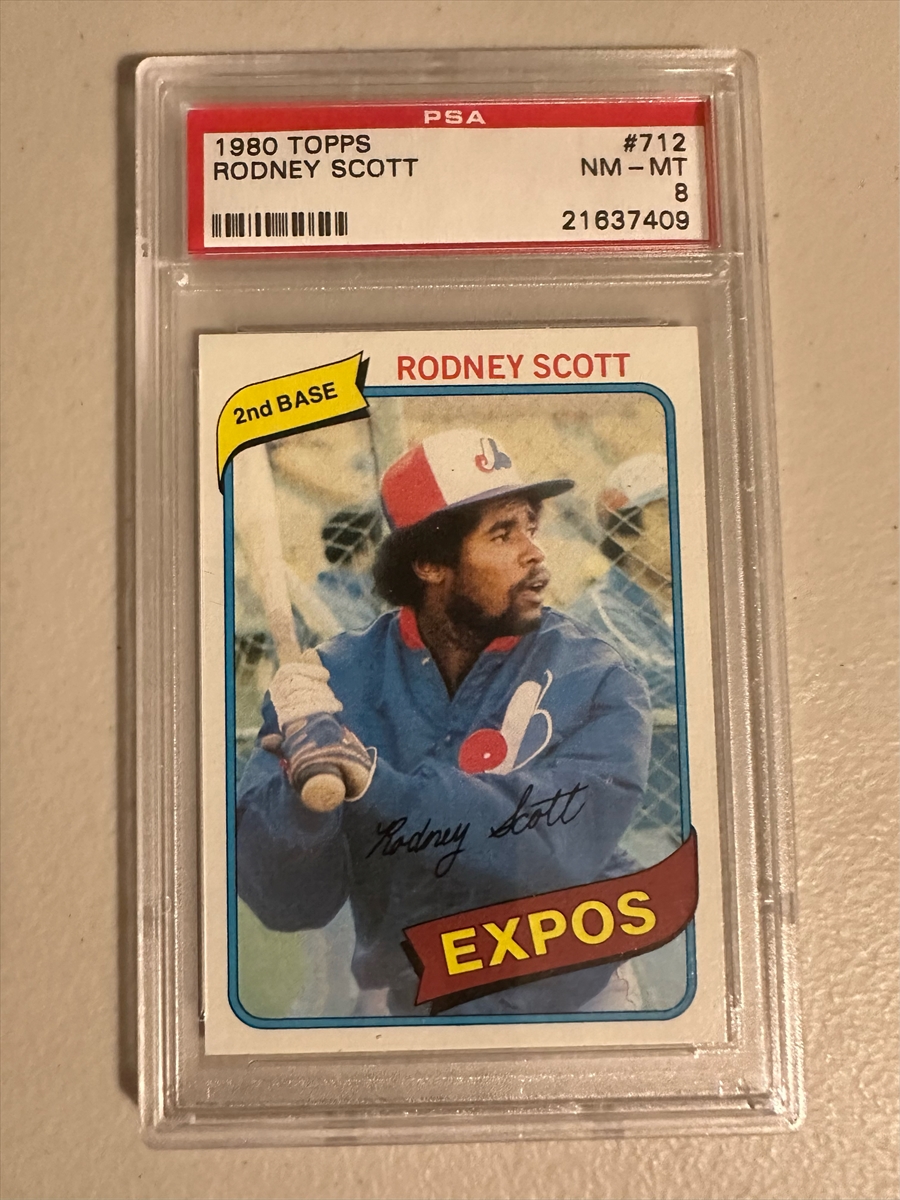 PSA
1980 TOPPS #712
RODNEY SCOTT NM - MT
8
21637409
RODNEY SCOTT
2nd BASE
Rodney Scott
EXPOS